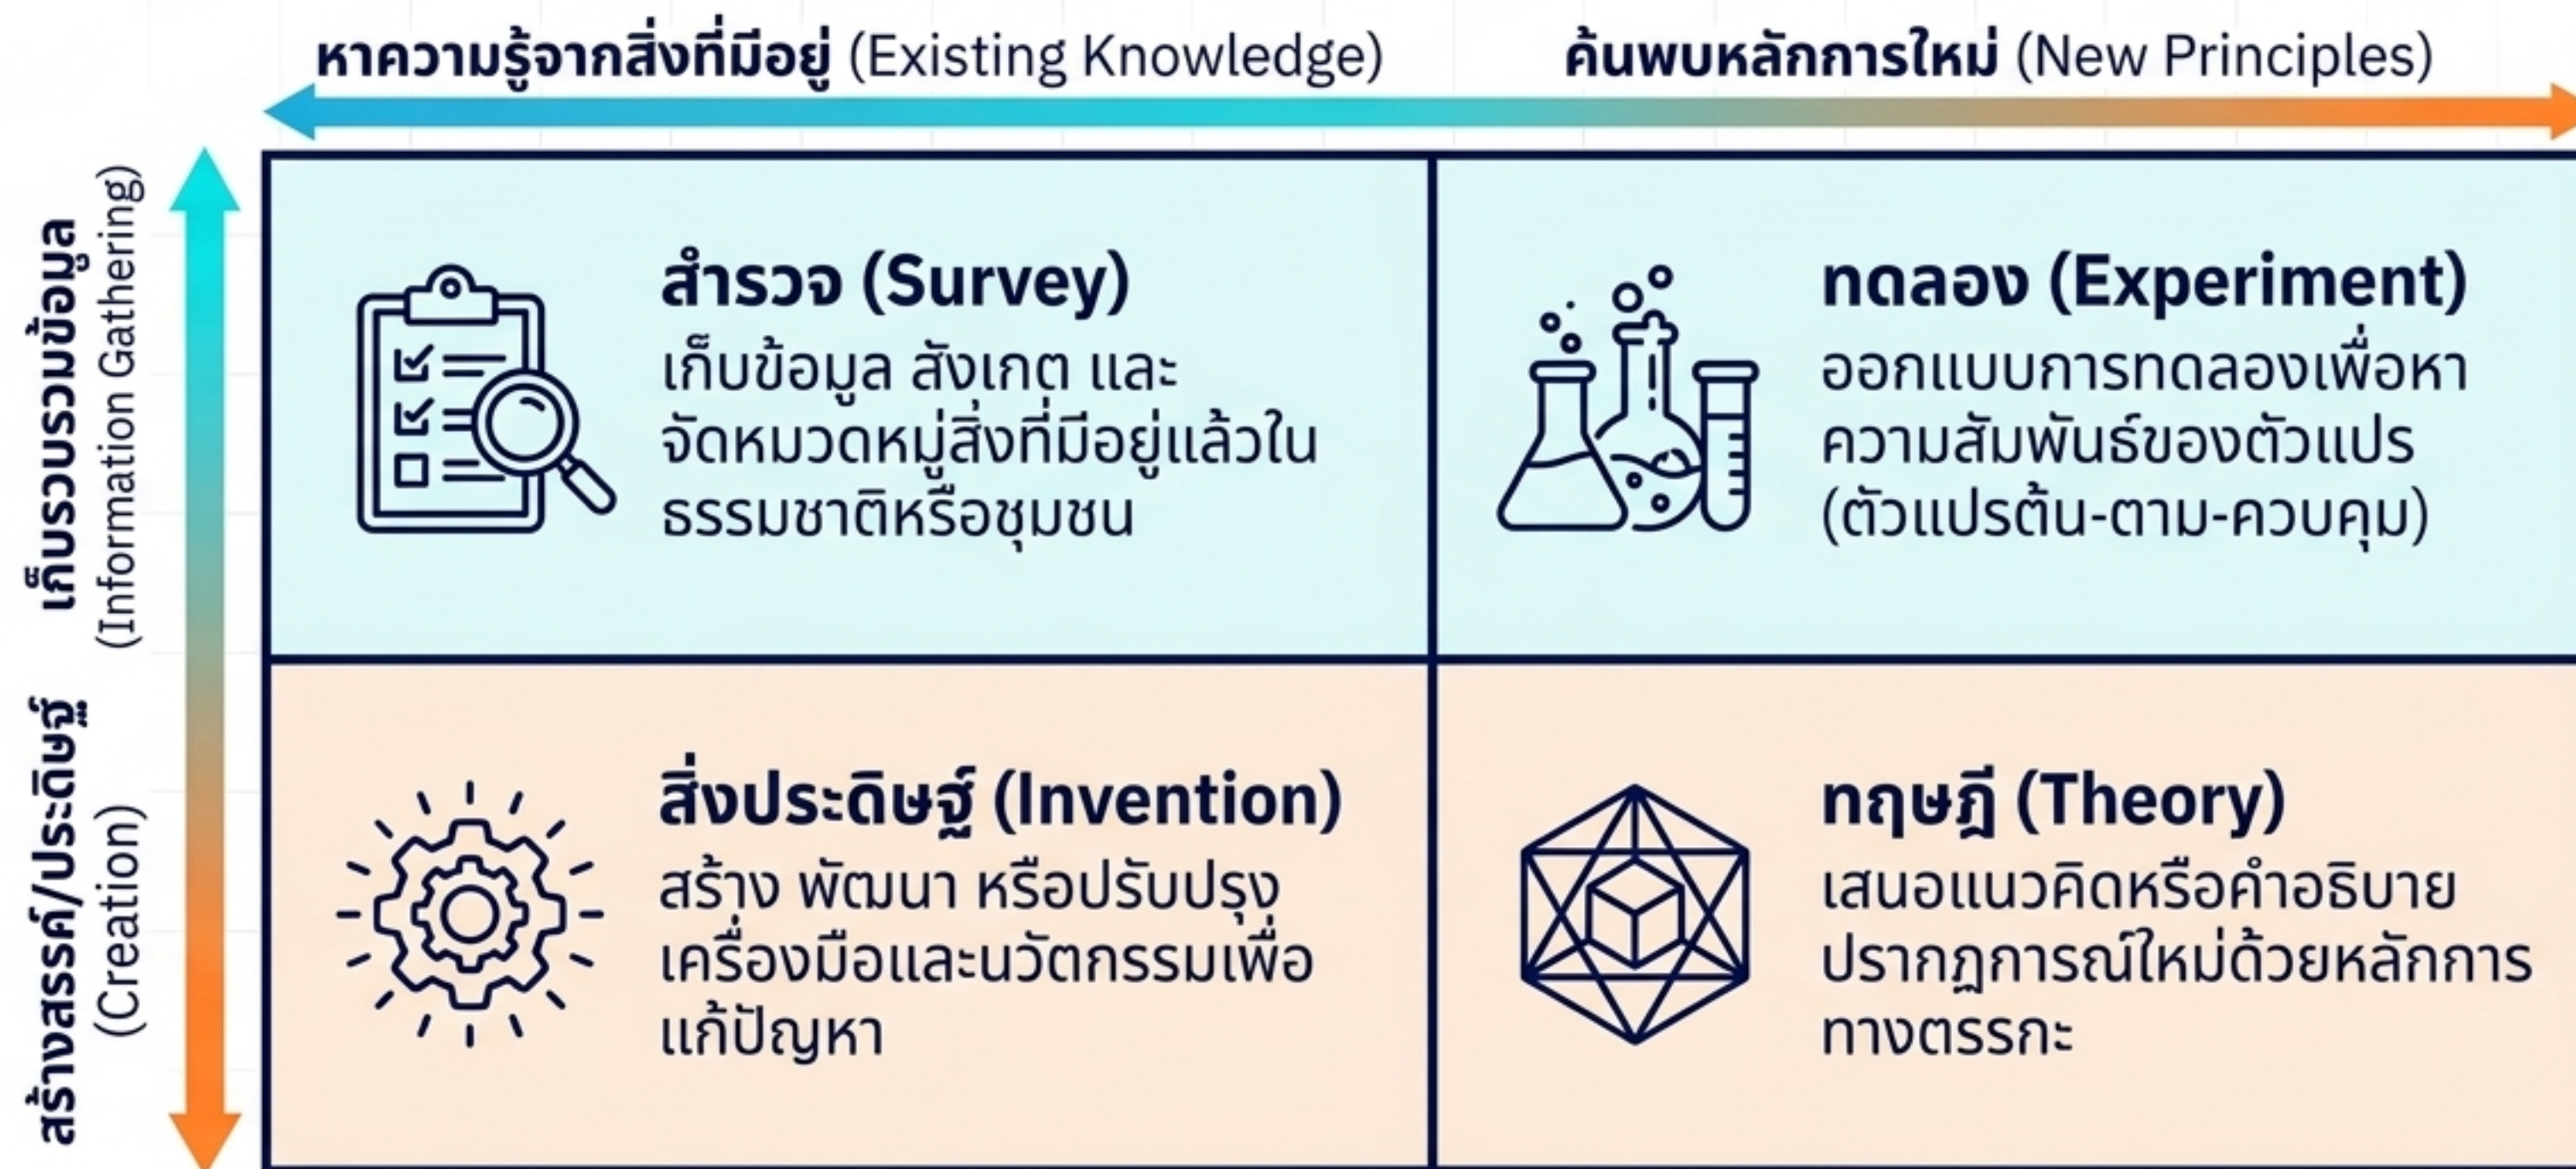 หาความรู้จากสิ่งที่มีอยู่ (Existing Knowledge)
ค้นพบหลักการใหม่ (New Principles)
เก็บรวบรวมข้อมูล
(Information Gathering)
สำรวจ (Survey)
เก็บข้อมูล สังเกต และ
จัดหมวดหมู่สิ่งที่มีอยู่แล้วใน
ธรรมชาติหรือชุมชน
ทดลอง (Experiment)
ออกแบบการทดลองเพื่อหา
ความสัมพันธ์ของตัวแปร
(ตัวแปรต้น-ตาม-ควบคุม)
สร้างสรรค์/ประดิษฐ์
(Creation)
สิ่งประดิษฐ์ (Invention)
สร้าง พัฒนา หรือปรับปรุง
เครื่องมือและนวัตกรรมเพื่อ
แก้ปัญหา
ทฤษฎี (Theory)
เสนอแนวคิดหรือคำอธิบาย
ปรากฏการณ์ใหม่ด้วยหลักการ
ทางตรรกะ